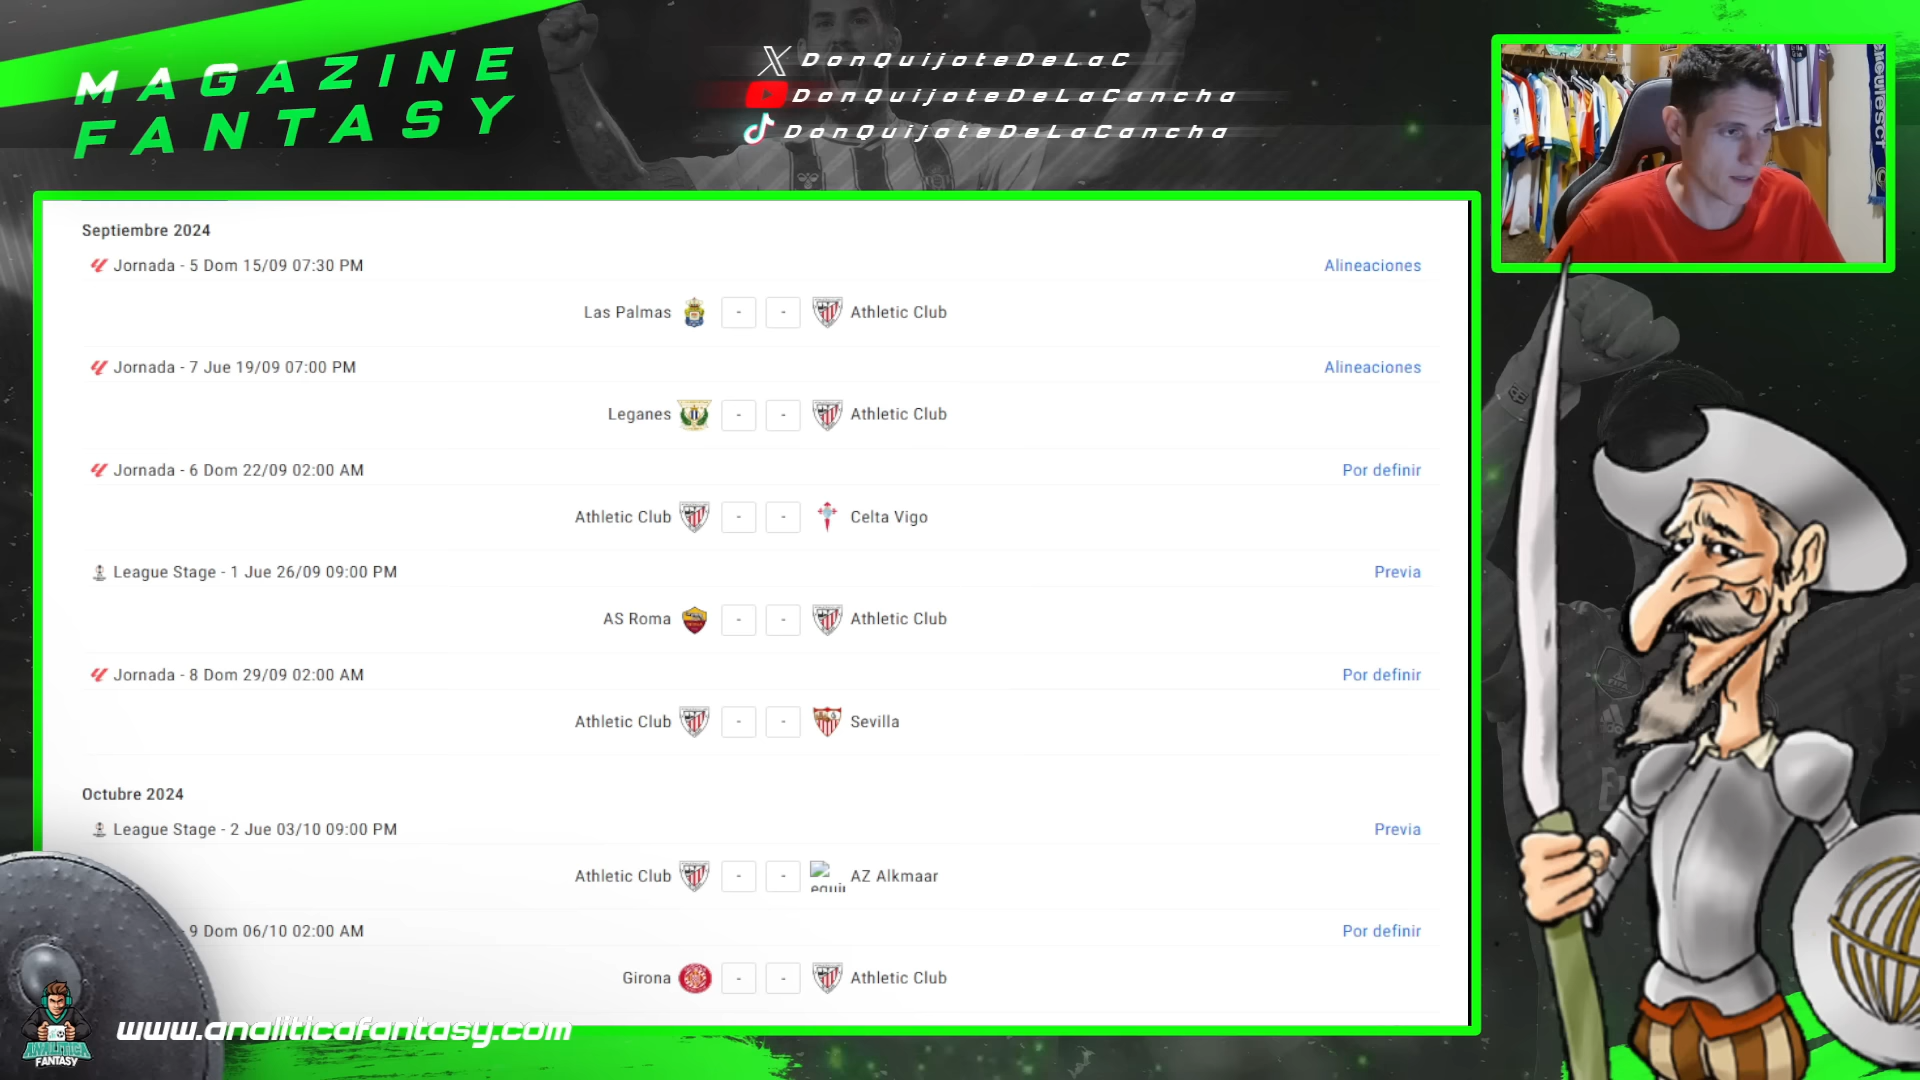 MAGAZINE
FANTASY
DonQuijoteDeLaC
DonQuijoteDeLaCancha
DonQuijoteDeLaCancha
Septiembre 2024
Jornada - 5 Dom 15/09 07:30 PM
Alineaciones
Las Palmas - - Athletic Club
Jornada - 7 Jue 19/09 07:00 PM
Alineaciones
Leganes - - Athletic Club
Jornada - 6 Dom 22/09 02:00 AM
Por definir
Athletic Club - - Celta Vigo
League Stage - 1 Jue 26/09 09:00 PM
Previa
AS Roma - - Athletic Club
Jornada - 8 Dom 29/09 02:00 AM
Por definir
Athletic Club - - Sevilla
Octubre 2024
League Stage - 2 Jue 03/10 09:00 PM
Previa
Athletic Club - - AZ Alkmaar
- 9 Dom 06/10 02:00 AM
Por definir
Girona - - Athletic Club
ANALITICA
FANTASY
www.analiticafantasy.com